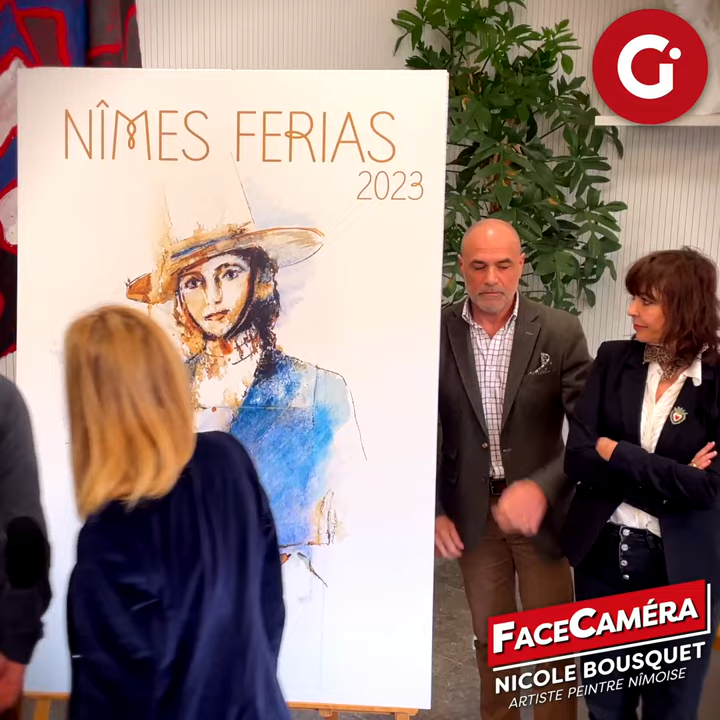 G
NÎMES FERIAS
2023
FACECAMÉRA
NICOLE BOUSQUET
ARTISTE PEINTRE NÎMOISE